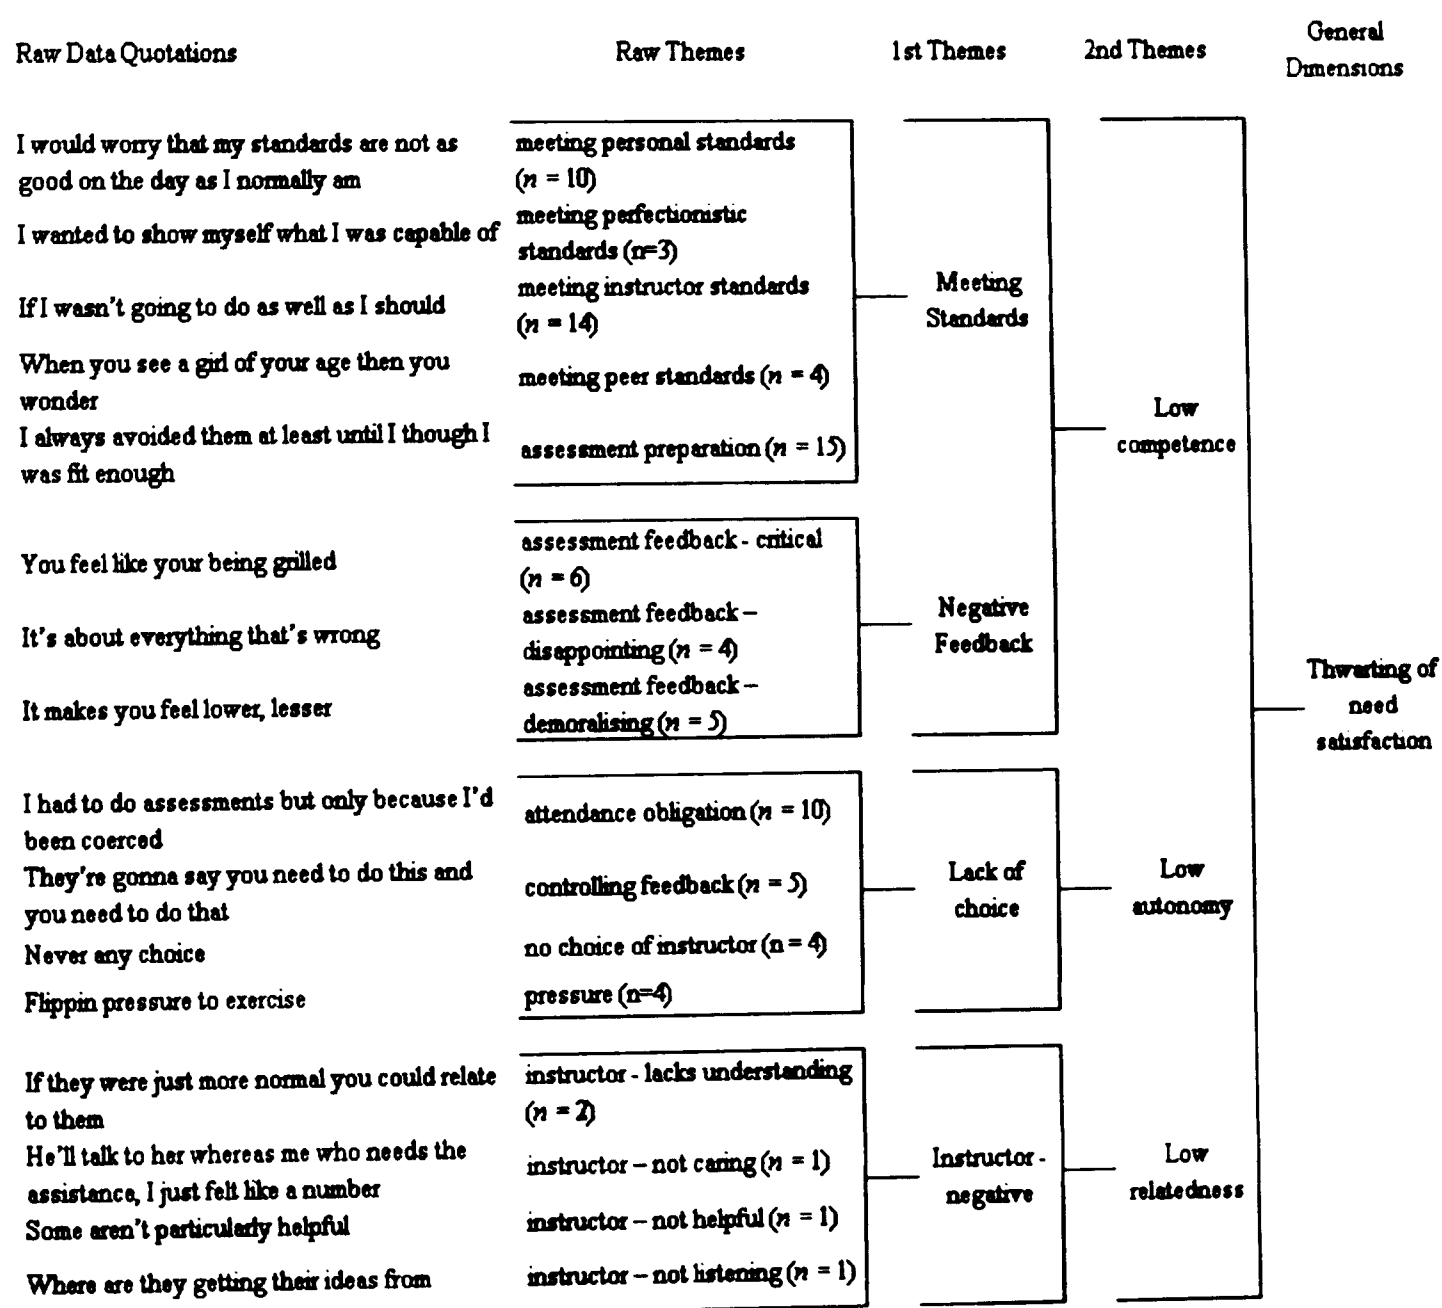 Raw Data Quotations
Raw Themes
1st Themes
2nd Themes
General
Dimensions
I would worry that my standards are not as
good on the day as I normally am
meeting personal standards
(n = 10)
I wanted to show myself what I was capable of
meeting perfectionistic
standards (n=3)
If I wasn't going to do as well as I should
meeting instructor standards
(n = 14)
When you see a girl of your age then you
wonder
meeting peer standards (n = 4)
I always avoided them at least until I though I
was fit enough
assessment preparation (n = 15)
Meeting
Standards
You feel like your being grilled
assessment feedback - critical
(n = 6)
It's about everything that's wrong
assessment feedback –
disappointing (n = 4)
It makes you feel lower, lesser
assessment feedback –
demoralising (n = 5)
Negative
Feedback
Low
competence
I had to do assessments but only because I'd
been coerced
attendance obligation (n = 10)
They're gonna say you need to do this and
you need to do that
controlling feedback (n = 5)
Never any choice
no choice of instructor (n = 4)
Flippin pressure to exercise
pressure (n=4)
Lack of
choice
Low
autonomy
If they were just more normal you could relate
to them
instructor - lacks understanding
(n = 2)
He'll talk to her whereas me who needs the
assistance, I just felt like a number
instructor – not caring (n = 1)
Some aren't particularly helpful
instructor – not helpful (n = 1)
Where are they getting their ideas from
instructor – not listening (n = 1)
Instructor -
negative
Low
relatedness
Thwarting of
need
satisfaction